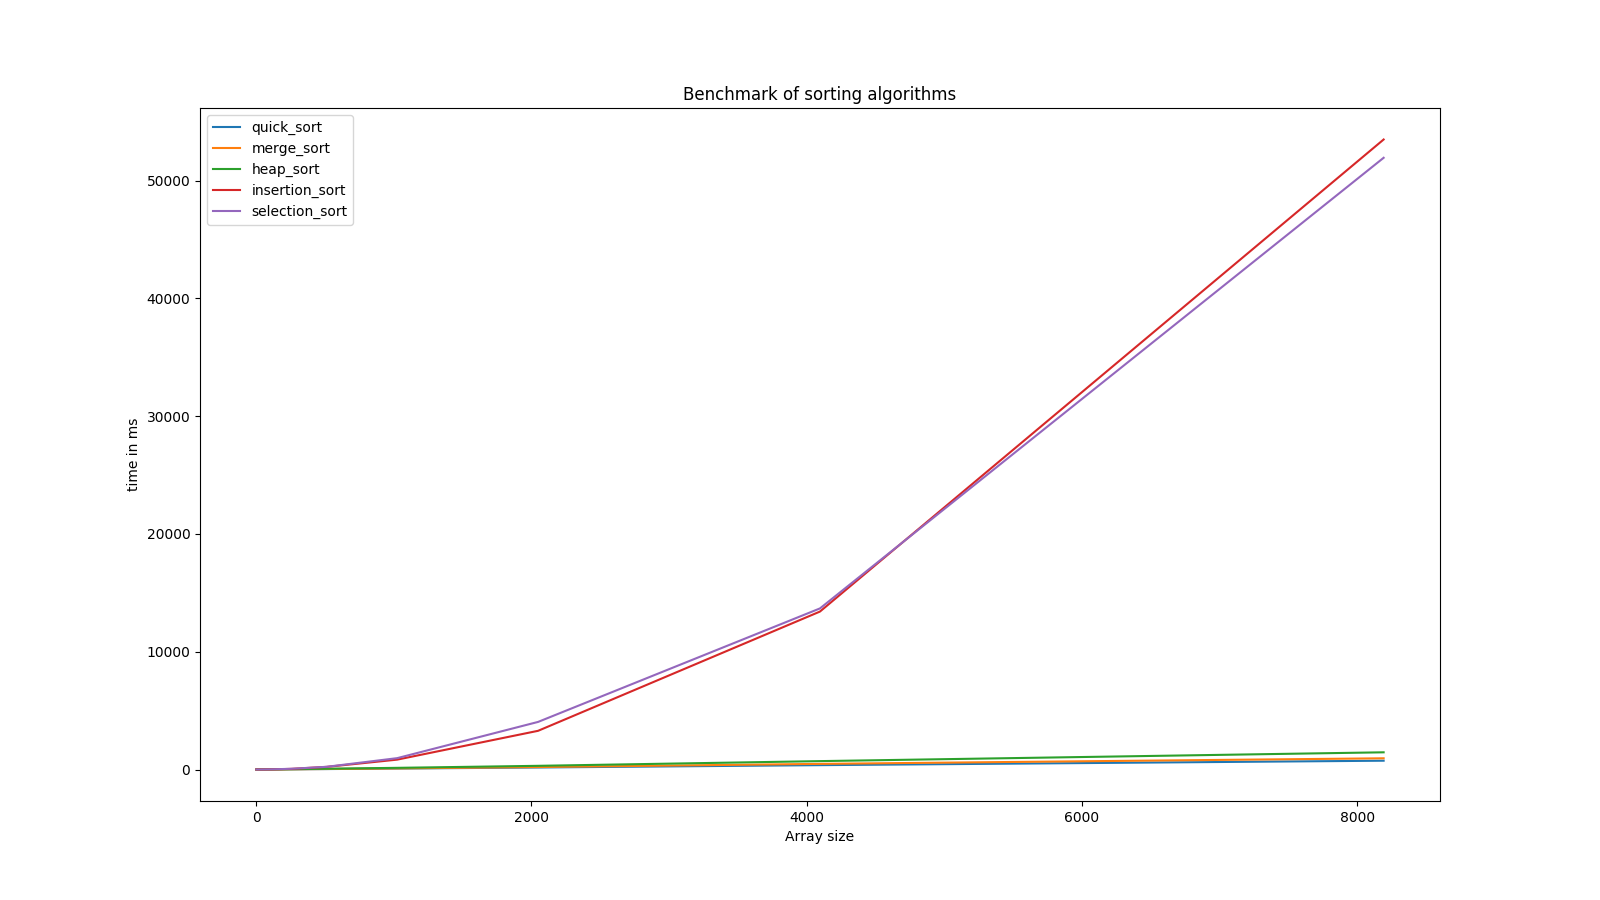 Benchmark of sorting algorithms
quick_sort
merge_sort
heap_sort
insertion_sort
selection_sort
50000
40000
30000
20000
10000
0
time in ms
0 2000 4000 6000 8000
Array size